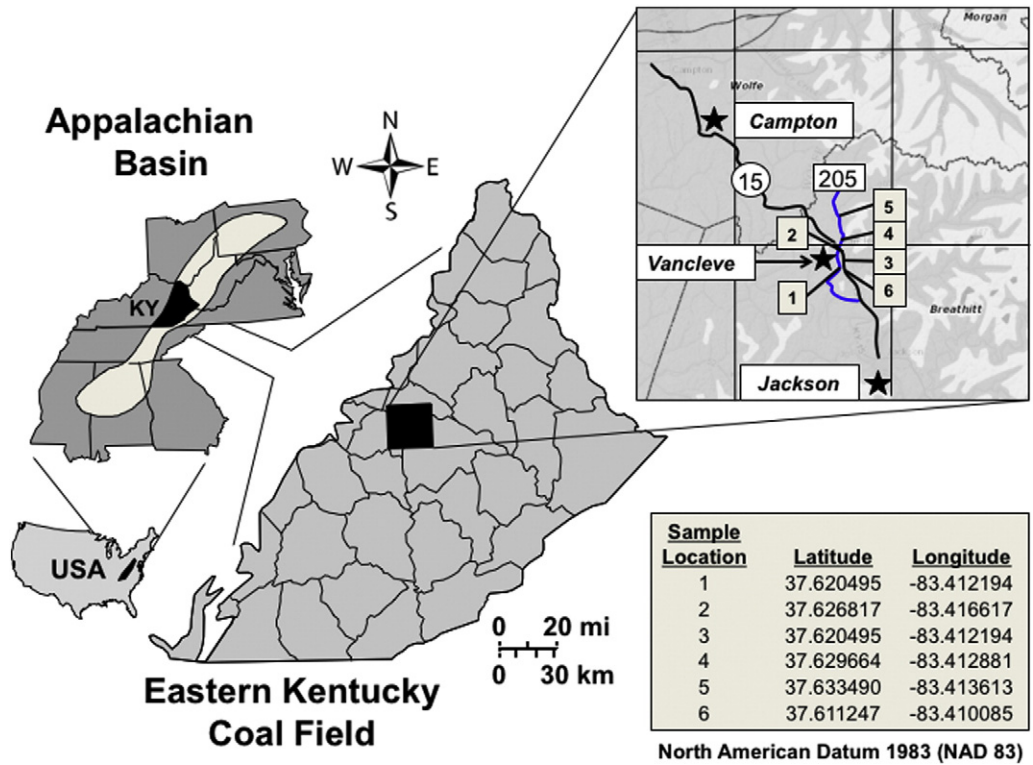 Appalachian
Basin
N
W
E
S
KY
USA
Eastern Kentucky
Coal Field
0 20 mi
0 30 km
Morgan
Campton
Wolfe
Campton
15
205
5
4
3
6
2
1
Vancleve
Breathitt
Jackson
Sample
Location Latitude Longitude
1 37.620495 -83.412194
2 37.626817 -83.416617
3 37.620495 -83.412194
4 37.629664 -83.412881
5 37.633490 -83.413613
6 37.611247 -83.410085
North American Datum 1983 (NAD 83)